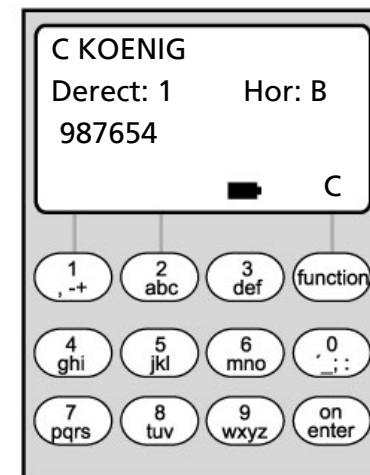 C KOENIG
Derect: 1 Hor: B
987654
C
1 2 3 function
, -+ abc def
4 5 6 0
ghi jkl mno ´_; :
7 8 9 on
pqrs tuv wxyz enter